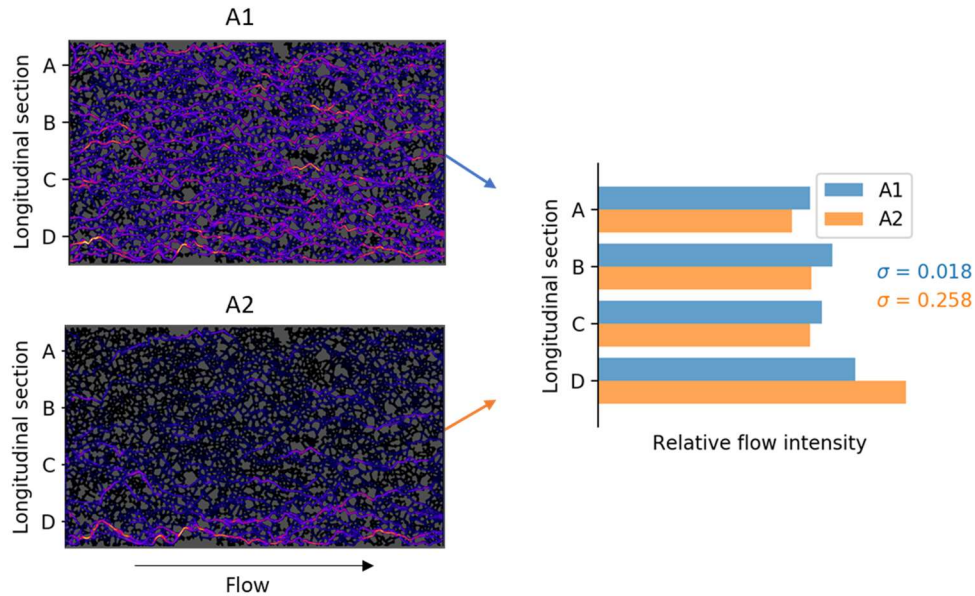 A1
Longitudinal section
A
B
C
D
A2
Longitudinal section
A
B
C
D
Flow
Longitudinal section
A
B
C
D
A1
A2
σ = 0.018
σ = 0.258
Relative flow intensity